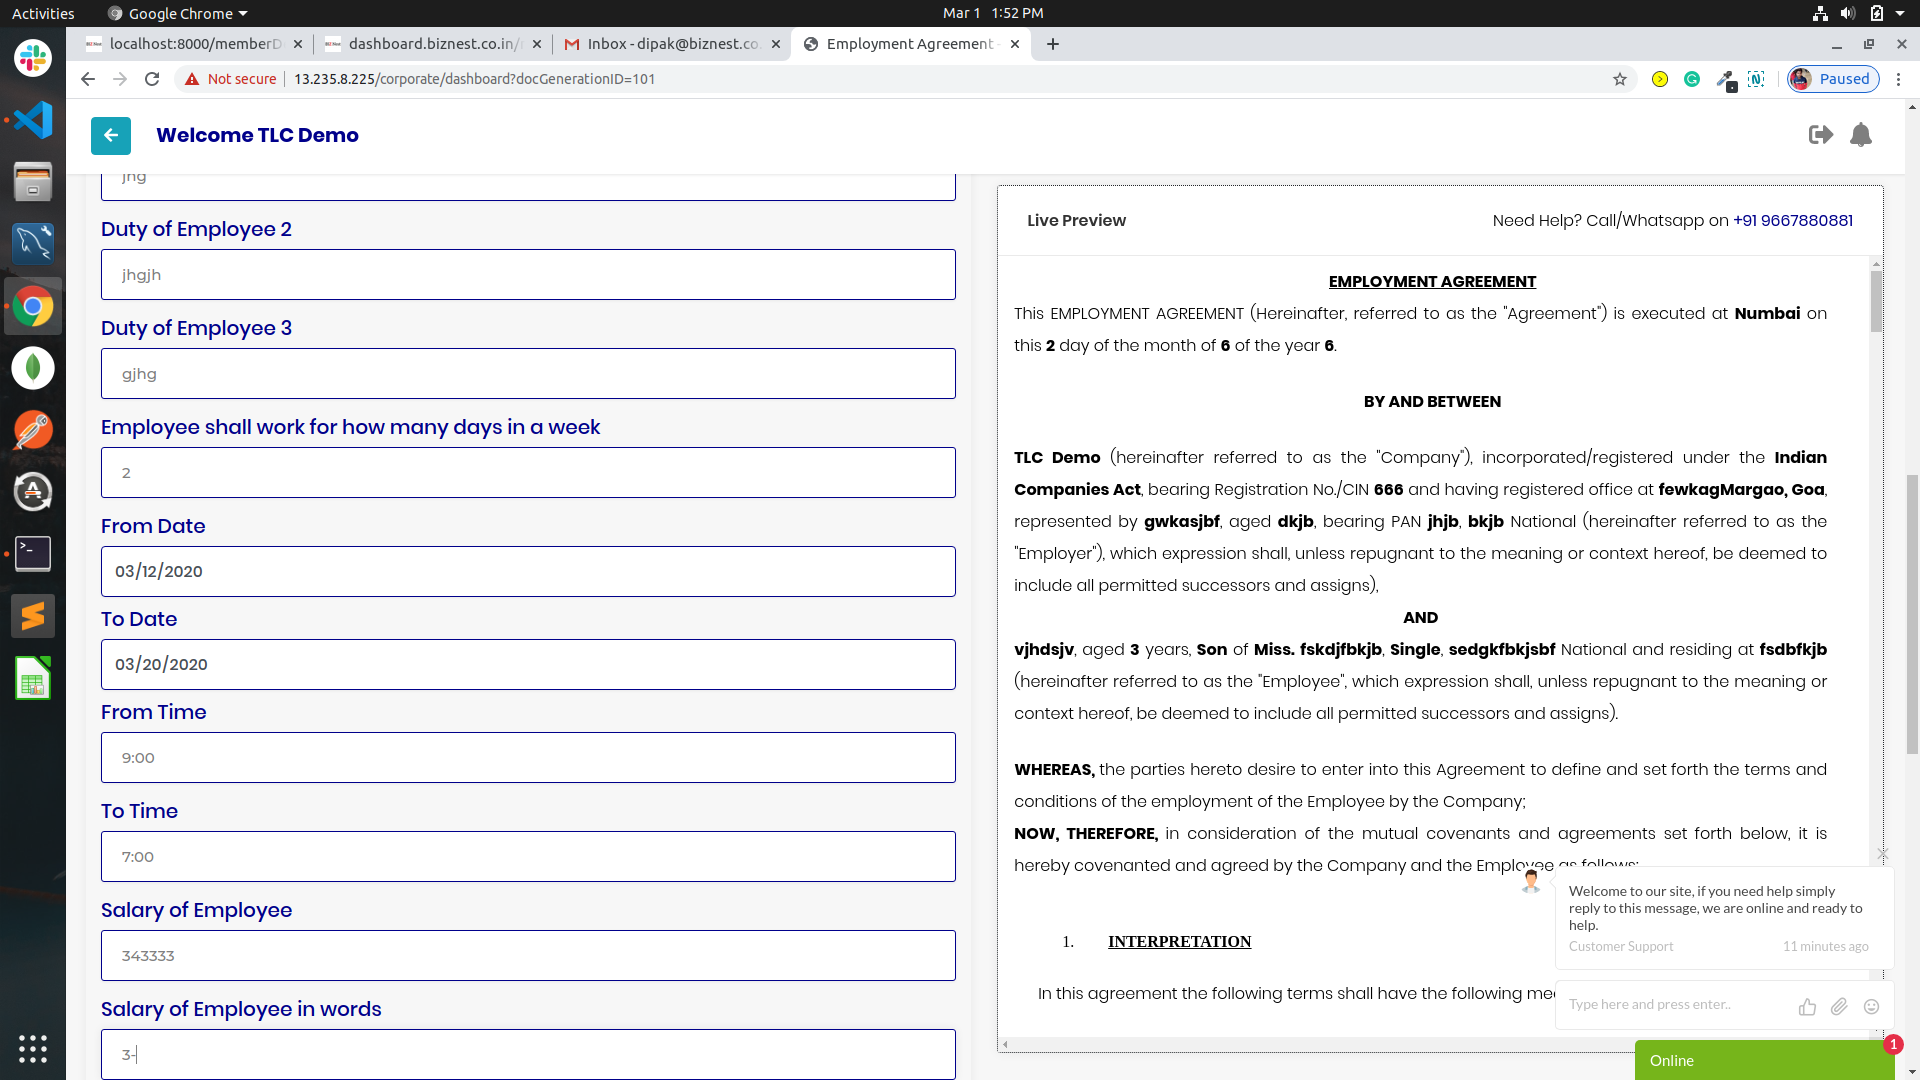 Activities
Google Chrome
Mar 1 1:52 PM
localhost:8000/memberD
dashboard.biznest.co.in/
Inbox - dipak@biznest.co.
Employment Agreement -
Not secure
13.235.8.225/corporate/dashboard?docGenerationID=101
Paused
Welcome TLC Demo
jhg
Duty of Employee 2
jhgjh
Duty of Employee 3
gjhg
Employee shall work for how many days in a week
2
From Date
03/12/2020
To Date
03/20/2020
From Time
9:00
To Time
7:00
Salary of Employee
343333
Salary of Employee in words
3-
Live Preview
Need Help? Call/Whatsapp on +91 9667880881
EMPLOYMENT AGREEMENT
This EMPLOYMENT AGREEMENT (Hereinafter, referred to as the "Agreement") is executed at Numbai on
this 2 day of the month of 6 of the year 6.
BY AND BETWEEN
TLC Demo (hereinafter referred to as the "Company"), incorporated/registered under the Indian
Companies Act, bearing Registration No./CIN 666 and having registered office at fewkagMargao, Goa,
represented by gwkasjbf, aged dkjb, bearing PAN jhjb, bkjb National (hereinafter referred to as the
"Employer"), which expression shall, unless repugnant to the meaning or context hereof, be deemed to
include all permitted successors and assigns),
AND
vjhdsjv, aged 3 years, Son of Miss. fskdjfbkjb, Single, sedgkfbkjsbf National and residing at fsdbfkjb
(hereinafter referred to as the "Employee", which expression shall, unless repugnant to the meaning or
context hereof, be deemed to include all permitted successors and assigns).
WHEREAS, the parties hereto desire to enter into this Agreement to define and set forth the terms and
conditions of the employment of the Employee by the Company;
NOW, THEREFORE, in consideration of the mutual covenants and agreements set forth below, it is
hereby covenanted and agreed by the Company and the Employee as follows:
1. INTERPRETATION
In this agreement the following terms shall have the following
Welcome to our site, if you need help simply
reply to this message, we are online and ready to
help.
Customer Support
11 minutes ago
Type here and press enter..
1
Online